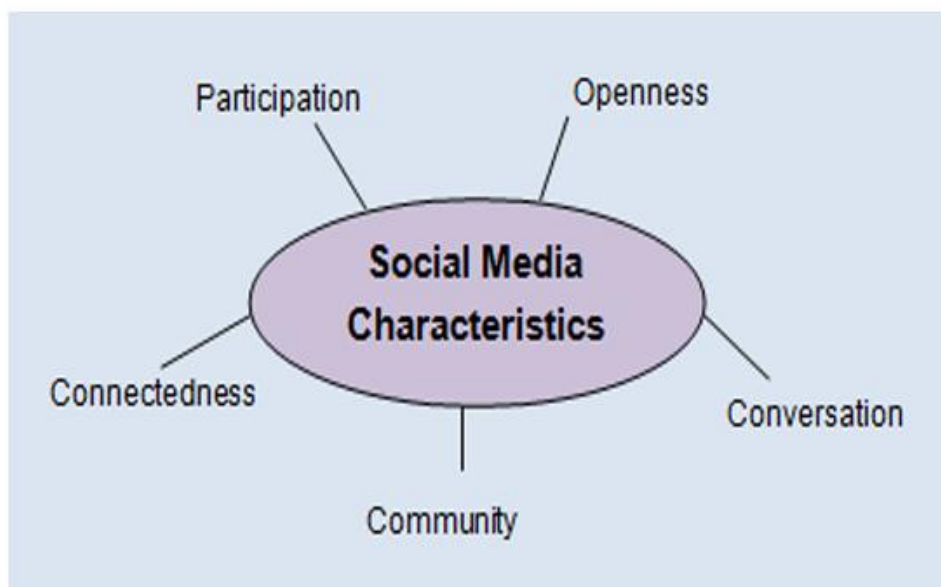 Participation
Openness
Social Media
Characteristics
Connectedness
Conversation
Community